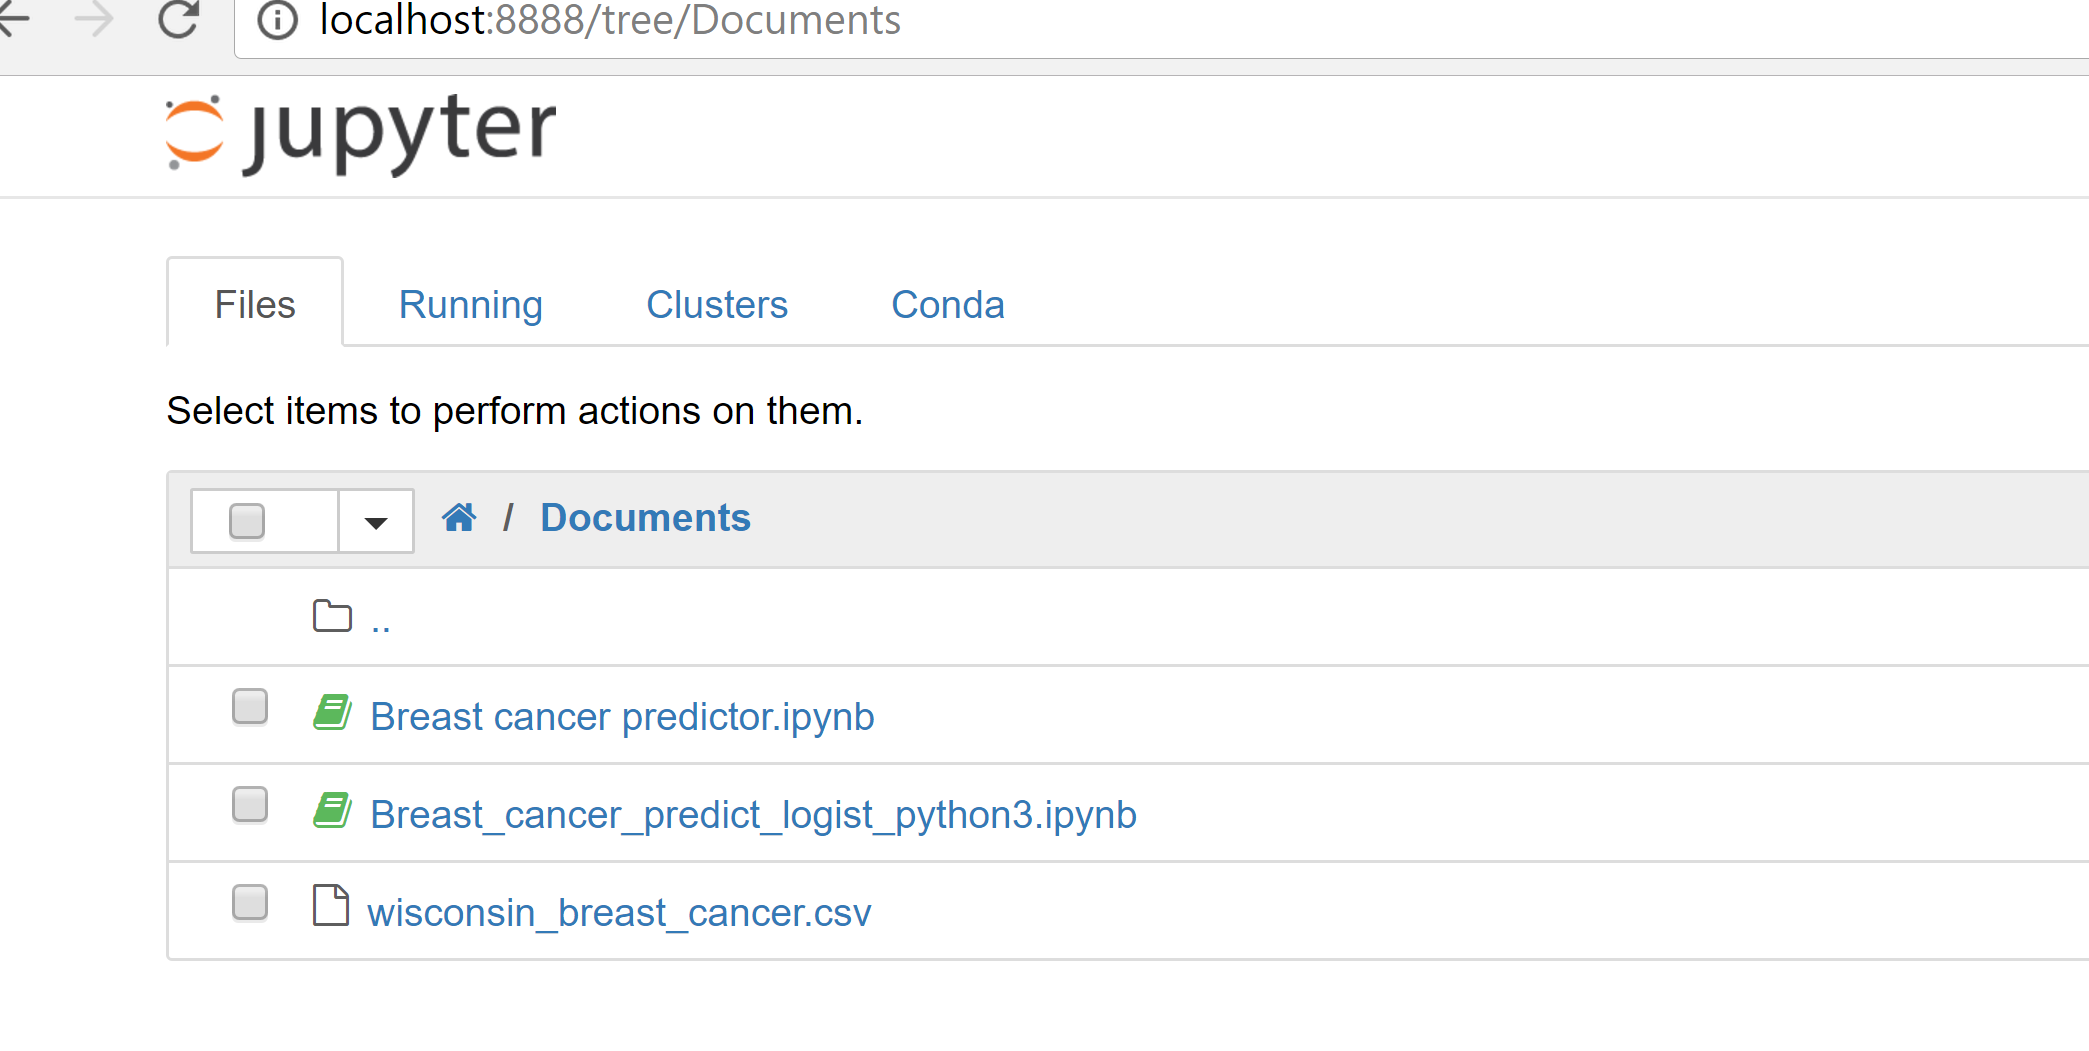 localhost:8888/tree/Documents
jupyter
Files Running Clusters Conda
Select items to perform actions on them.
/ Documents
..
Breast cancer predictor.ipynb
Breast_cancer_predict_logist_python3.ipynb
wisconsin_breast_cancer.csv